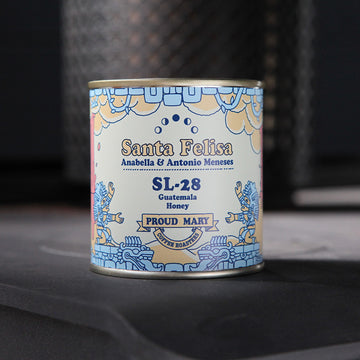 Santa Felisa
Anabella & Antonio Meneses
SL-28
Guatemala
Honey
PROUD MARY
COFFEE ROASTERS